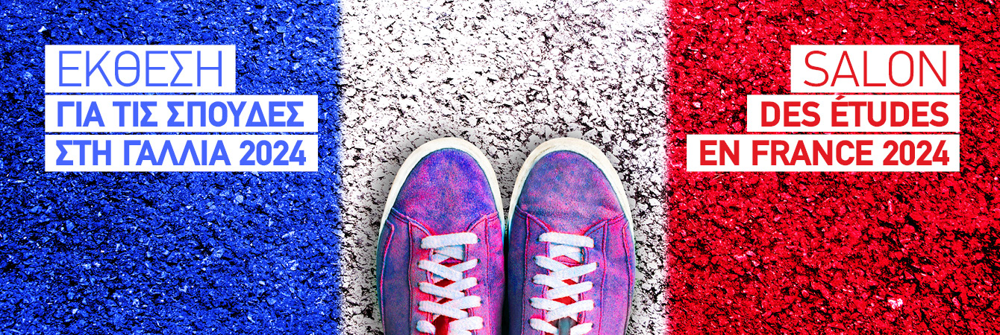 ΕΚΘΕΣΗ
ΓΙΑ ΤΙΣ ΣΠΟΥΔΕΣ
ΣΤΗ ΓΑΛΛΙΑ 2024
SALON
DES ÉTUDES
EN FRANCE 2024